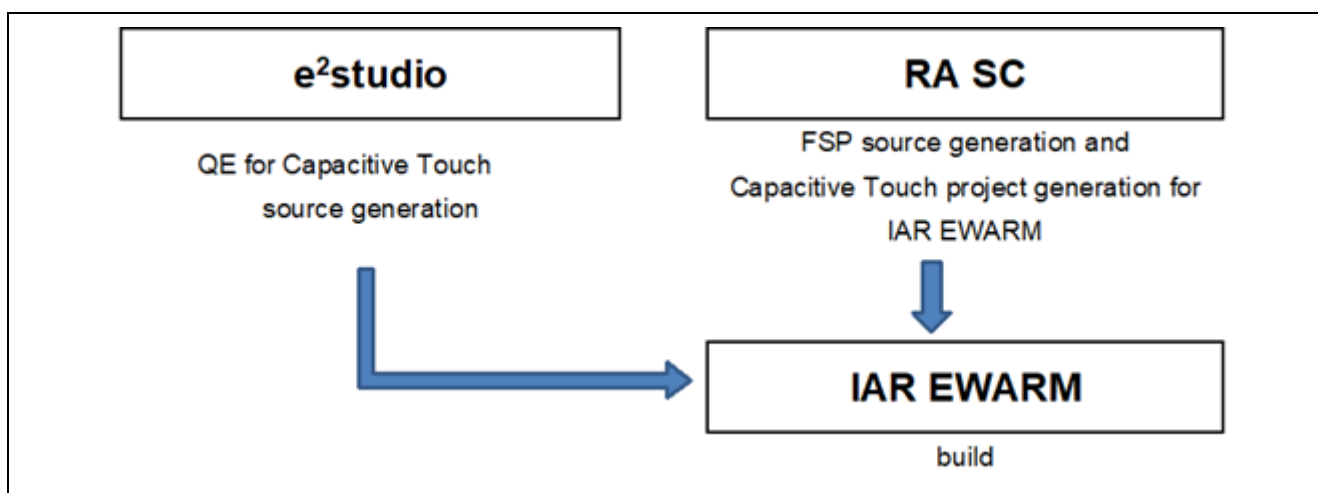 e²studio
QE for Capacitive Touch
source generation
RA SC
FSP source generation and
Capacitive Touch project generation for
IAR EWARM
IAR EWARM
build